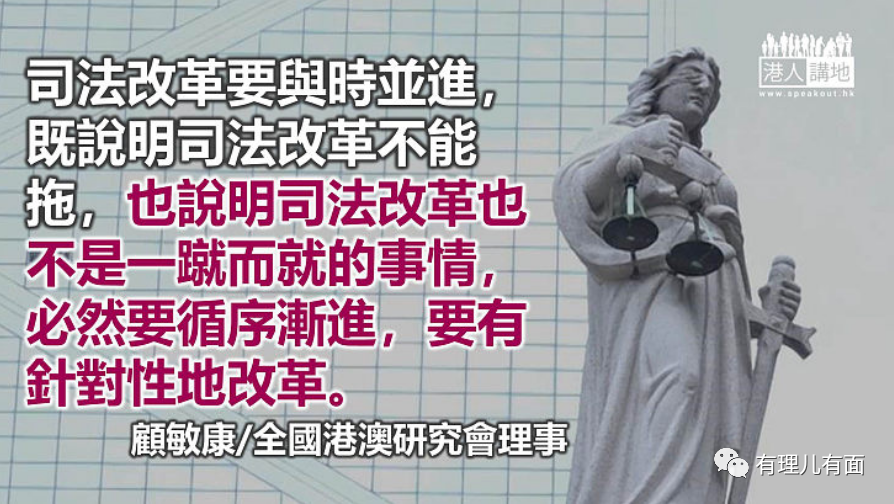 港人講地
www.speakout.hk
司法改革要與時並進，
既說明司法改革不能
拖，也說明司法改革也
不是一蹴而就的事情，
必然要循序漸進，要有
針對性地改革。
顧敏康/全國港澳研究會理事
有理儿有面